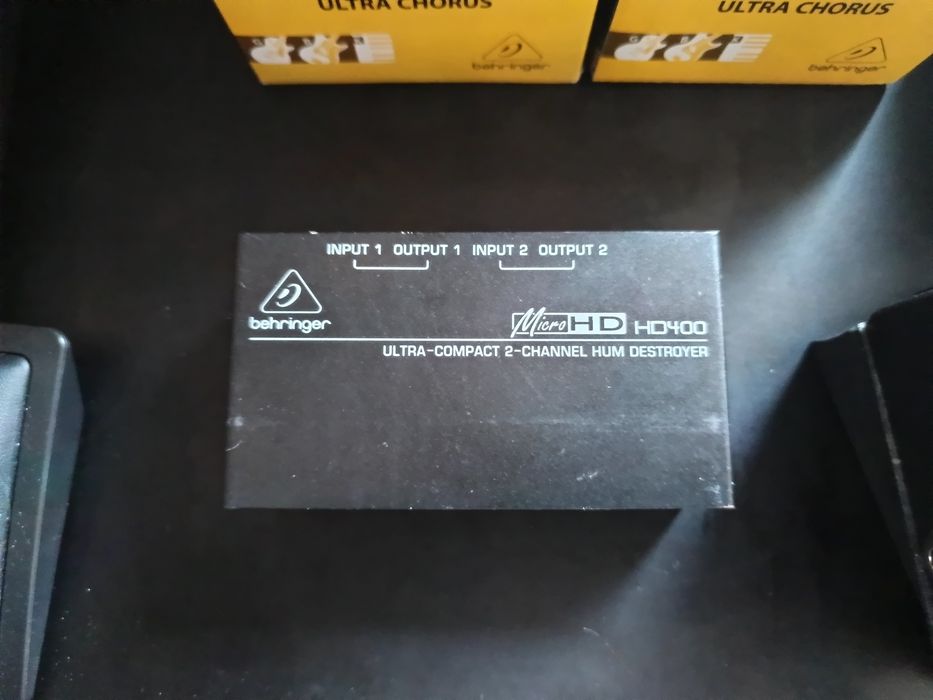 ULTRA CHORUS
behringer
ULTRA CHORUS
behringer
INPUT 1 OUTPUT 1 INPUT 2 OUTPUT 2
behringer
Micro HD HD400
ULTRA-COMPACT 2-CHANNEL HUM DESTROYER